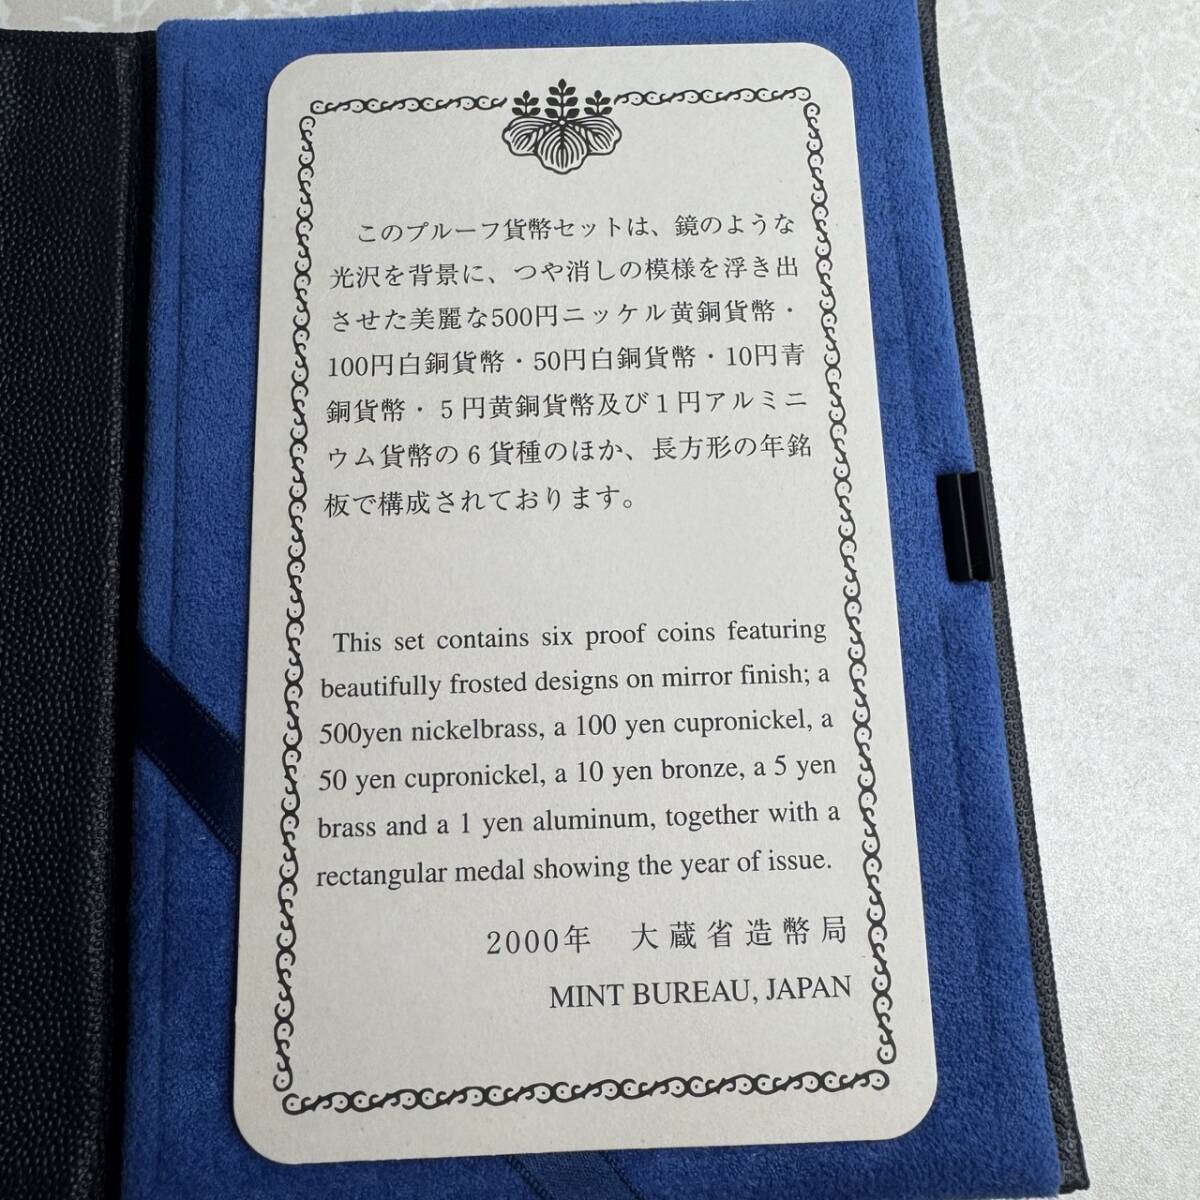 このプルーフ貨幣セットは、鏡のような
光沢を背景に、つや消しの模様を浮き出
させた美麗な500円ニッケル黄銅貨幣・
100円白銅貨幣・50円白銅貨幣・10円青
銅貨幣・５円黄銅貨幣及び１円アルミニ
ウム貨幣の６貨種のほか、長方形の年銘
板で構成されております。
This set contains six proof coins featuring
beautifully frosted designs on mirror finish; a
500yen nickelbrass, a 100 yen cupronickel, a
50 yen cupronickel, a 10 yen bronze, a 5 yen
brass and a 1 yen aluminum, together with a
rectangular medal showing the year of issue.
2000年　大蔵省造幣局
MINT BUREAU, JAPAN